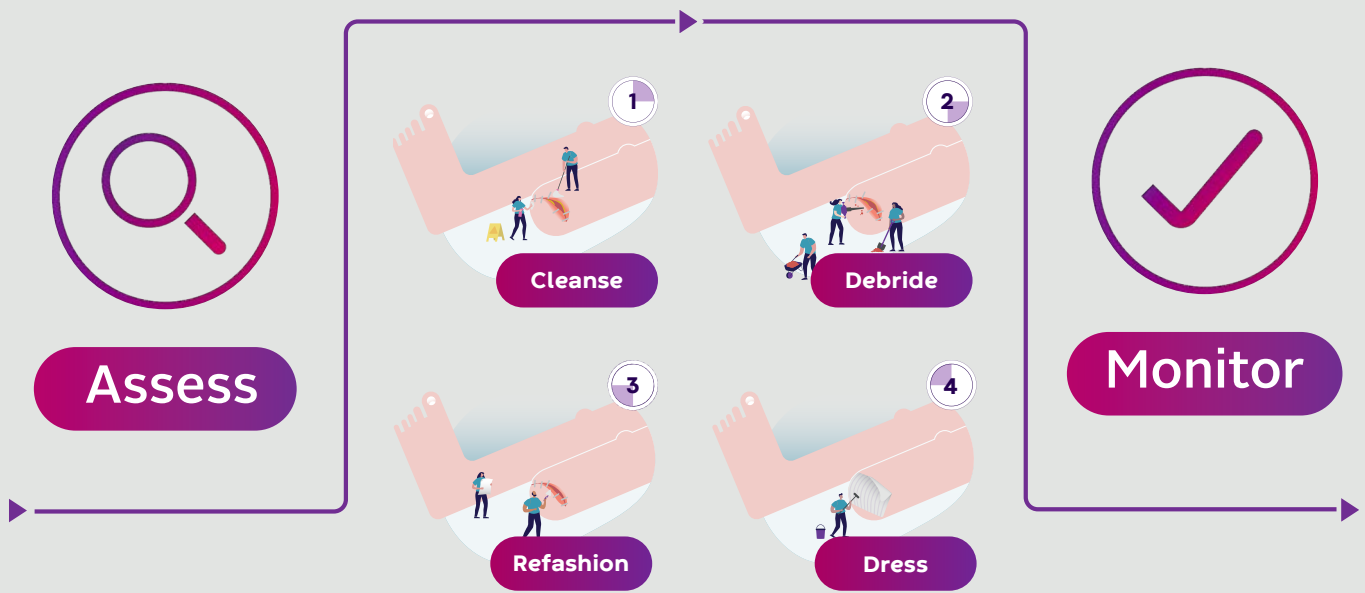 Assess
1
Cleanse
2
Debride
3
Refashion
4
Dress
Monitor